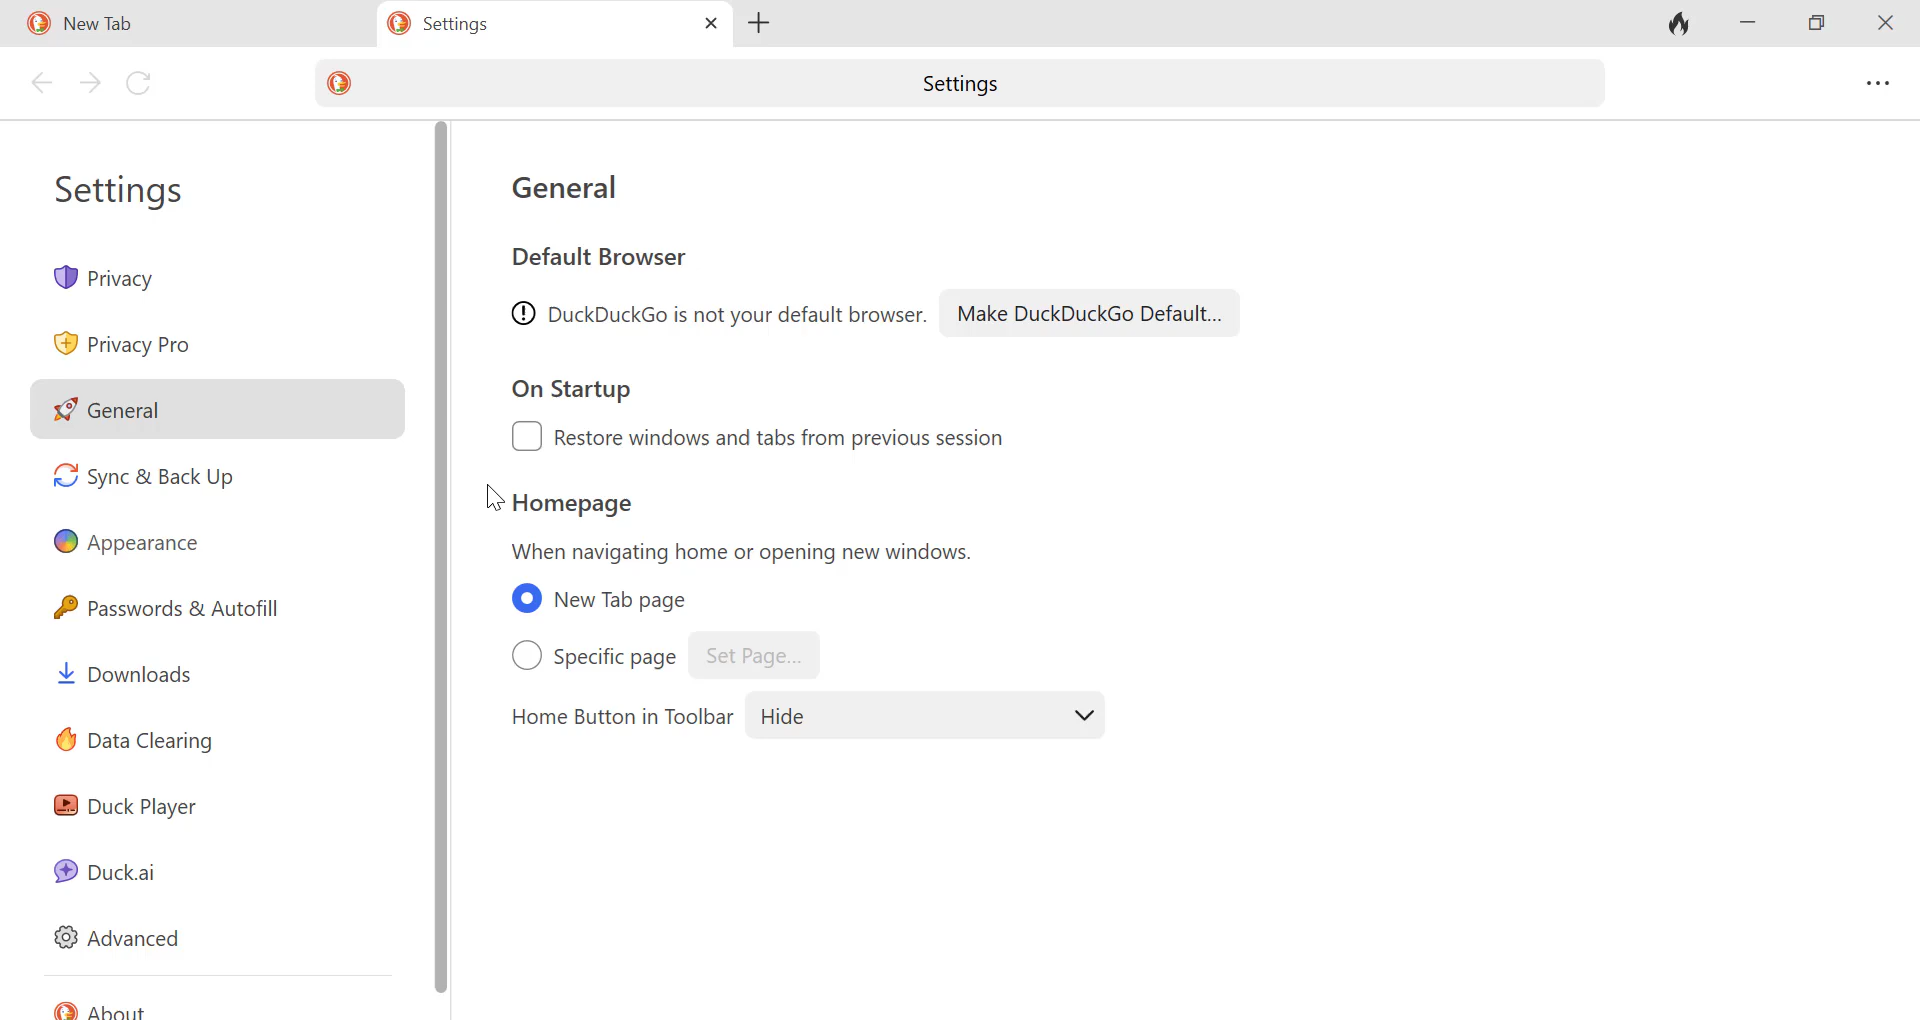 New Tab
Settings
Settings
Settings
Privacy
Privacy Pro
General
Sync & Back Up
Appearance
Passwords & Autofill
Downloads
Data Clearing
Duck Player
Duck.ai
Advanced
About
General
Default Browser
DuckDuckGo is not your default browser. Make DuckDuckGo Default...
On Startup
Restore windows and tabs from previous session
Homepage
When navigating home or opening new windows.
New Tab page
Specific page Set Page...
Home Button in Toolbar Hide